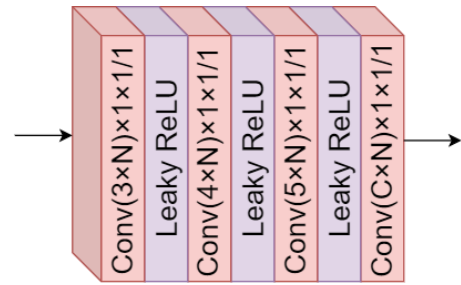 Conv(3×N)×1×1/1
Leaky ReLU
Conv(4×N)×1×1/1
Leaky ReLU
Conv(5×N)×1×1/1
Leaky ReLU
Conv(C×N)×1×1/1